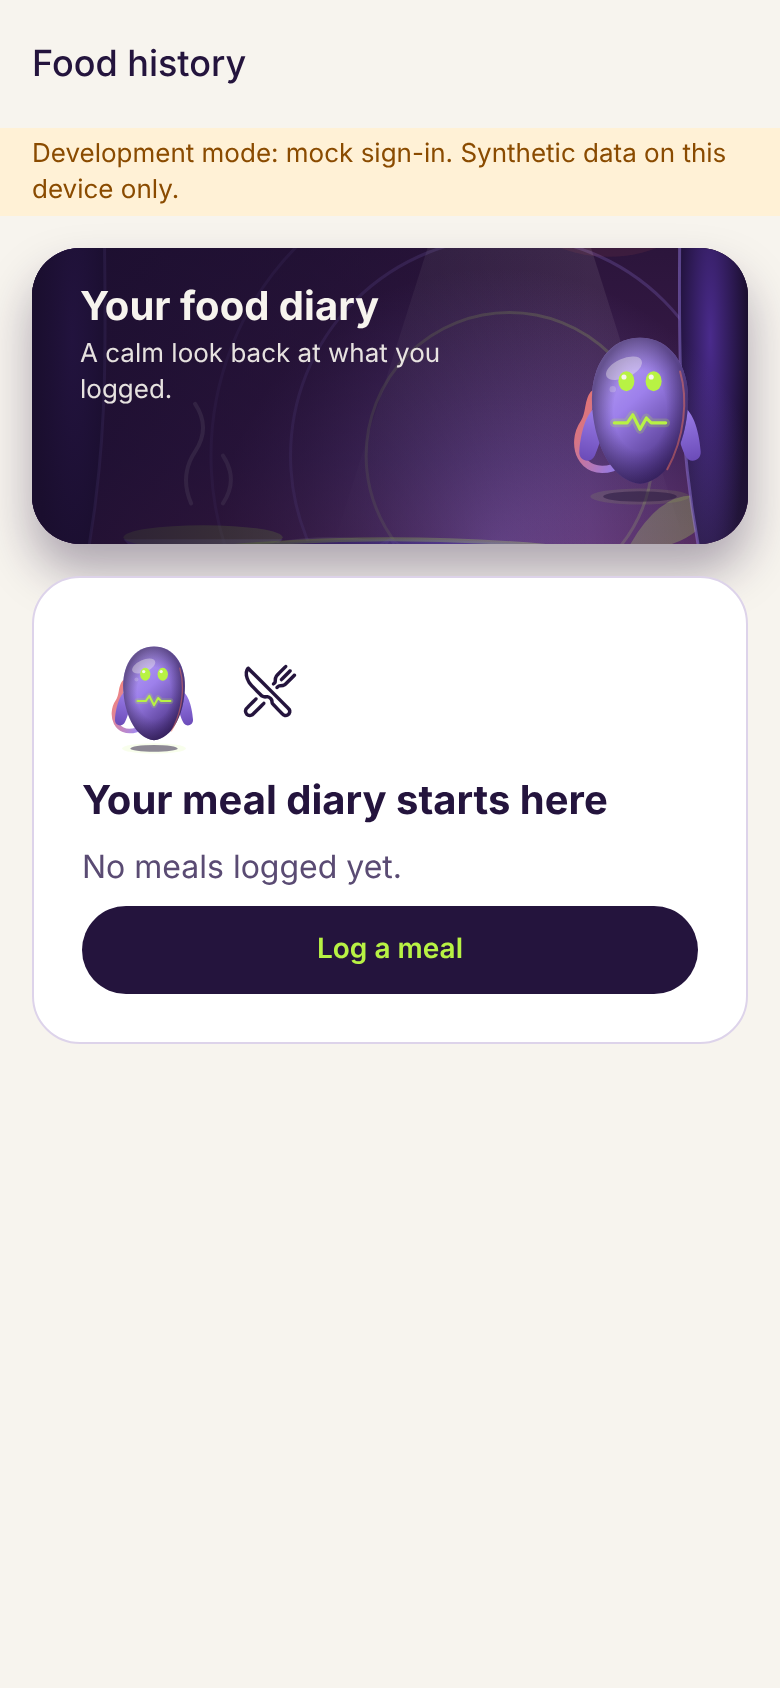 Food history
Development mode: mock sign-in. Synthetic data on this
device only.
Your food diary
A calm look back at what you
logged.
Your meal diary starts here
No meals logged yet.
Log a meal